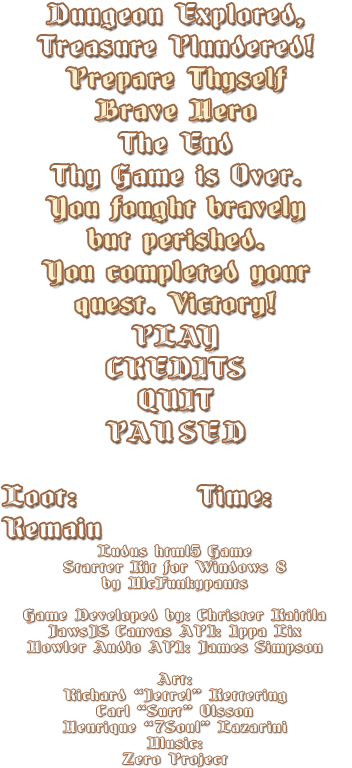 Dungeon Explored,
Treasure Plundered!
Prepare Thyself
Brave Hero
The End
Thy Game is Over.
You fought bravely
but perished.
You completed your
quest. Victory!
PLAY
CREDITS
QUIT
PAUSED
Loot: Time:
Remain
Ludus html5 Game
Starter Kit for Windows 8
by McFunkypants
Game Developed by: Christer Kaitila
JawsJS Canvas API: Ippa Lix
Howler Audio API: James Simpson
Art:
Richard "Jetrel" Kettering
Carl "Surt" Olsson
Henrique "7Soul" Lazarini
Music:
Zero Project